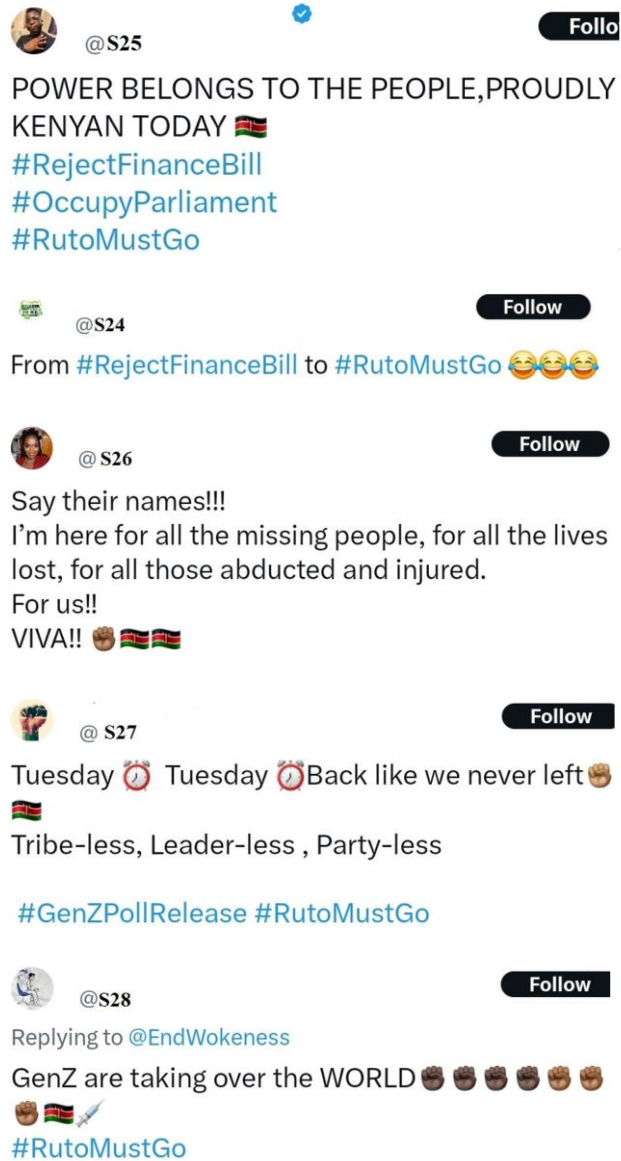 @S25
Follo
POWER BELONGS TO THE PEOPLE,PROUDLY
KENYAN TODAY 🇰🇪
#RejectFinanceBill
#OccupyParliament
#RutoMustGo
Follow
@S24
From #RejectFinanceBill to #RutoMustGo 😂😂😂
Follow
@ S26
Say their names!!!
I'm here for all the missing people, for all the lives
lost, for all those abducted and injured.
For us!!
VIVA!! ✊🏾🇰🇪🇰🇪
Follow
@ S27
Tuesday ⏰ Tuesday ⏰Back like we never left✊🏾
🇰🇪
Tribe-less, Leader-less , Party-less
#GenZPollRelease #RutoMustGo
Follow
@S28
Replying to @EndWokeness
GenZ are taking over the WORLD✊🏿✊🏿✊🏿✊🏿✊🏾✊🏾
✊🏾🇰🇪💉
#RutoMustGo